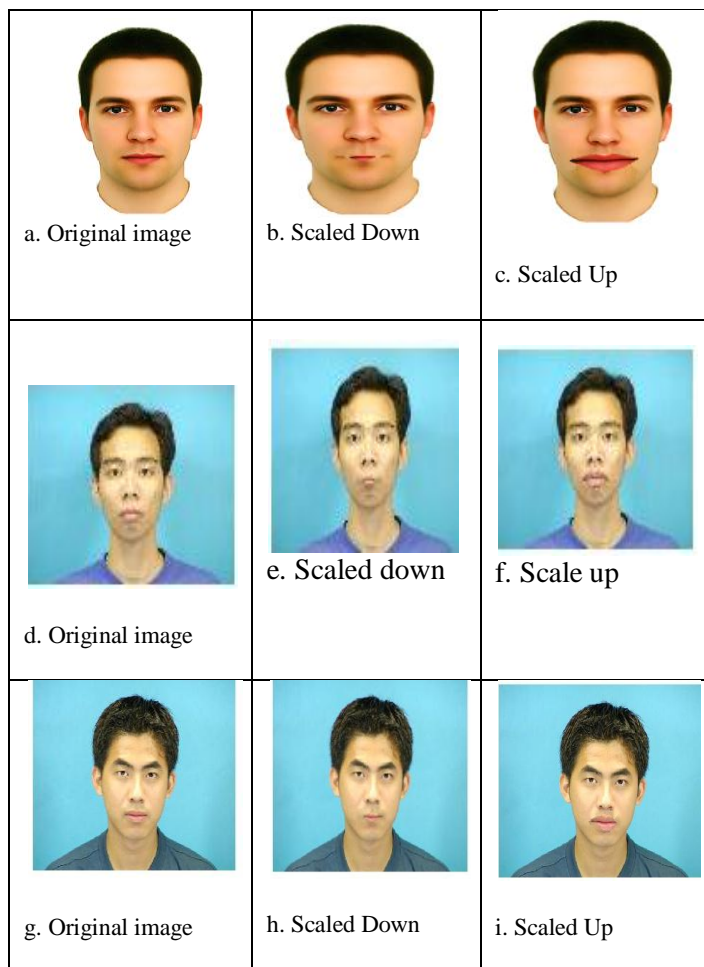 a. Original image
b. Scaled Down
c. Scaled Up
d. Original image
e. Scaled down
f. Scale up
g. Original image
h. Scaled Down
i. Scaled Up